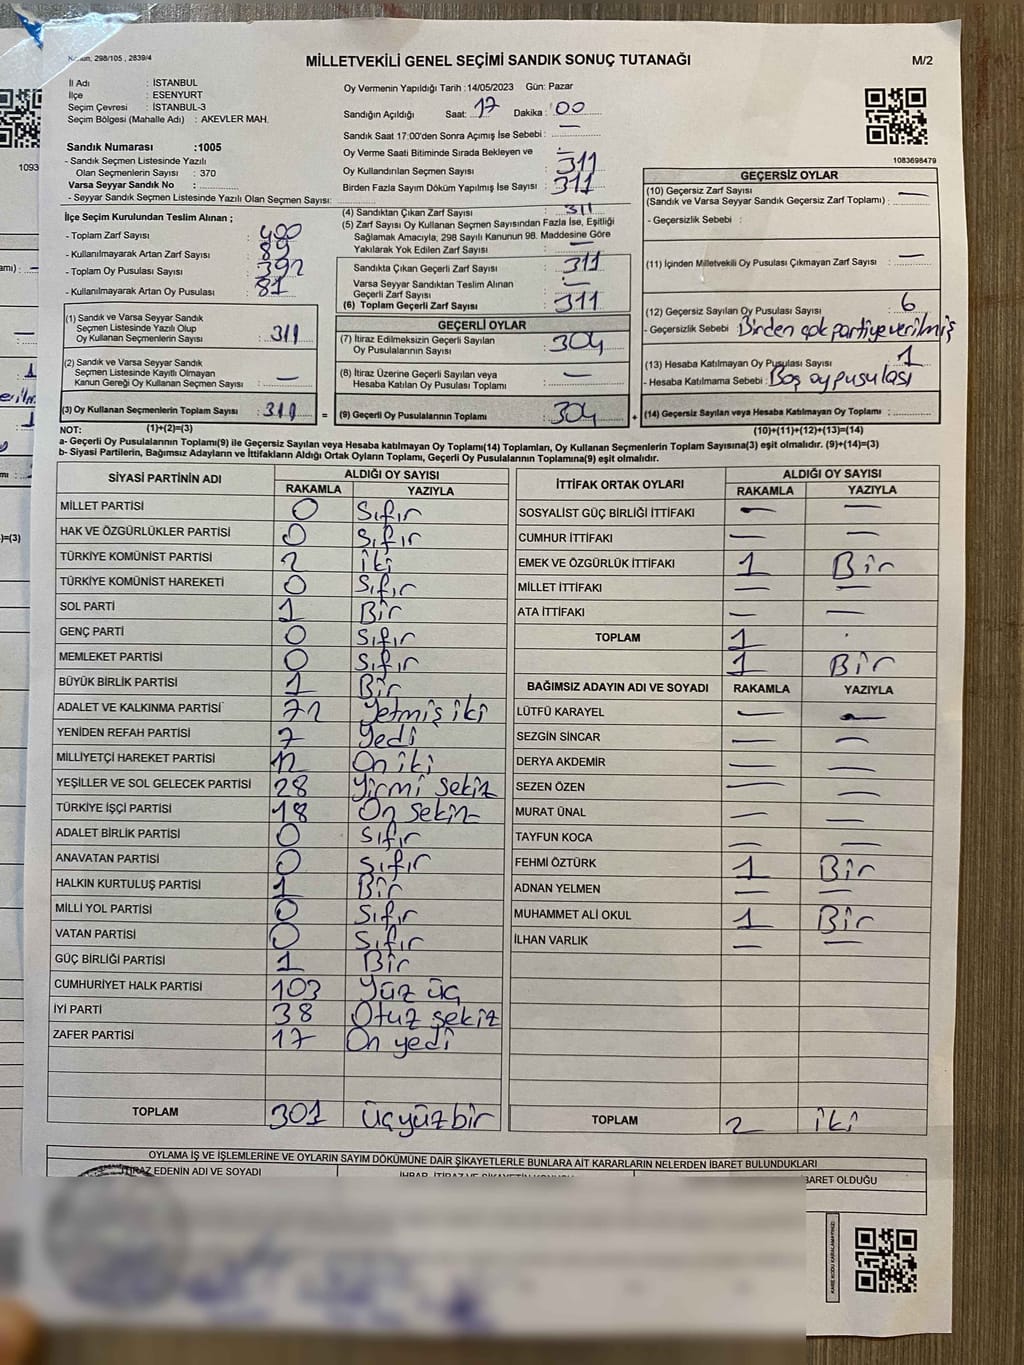 Kanun, 298/105 , 2839/4
MİLLETVEKİLİ GENEL SEÇİMİ SANDIK SONUÇ TUTANAĞI
M/2
İl Adı : İSTANBUL
İlçe : ESENYURT
Seçim Çevresi : İSTANBUL-3
Seçim Bölgesi (Mahalle Adı) : AKEVLER MAH.
Oy Vermenin Yapıldığı Tarih : 14/05/2023 Gün: Pazar
Sandığın Açıldığı Saat: 17 Dakika : 00
Sandık Saat 17:00'den Sonra Açımış İse Sebebi : —
Oy Verme Saati Bitiminde Sırada Bekleyen ve
Oy Kullandırılan Seçmen Sayısı : 311
Birden Fazla Sayım Döküm Yapılmış İse Sayısı : 311
1093
1083698479
Sandık Numarası :1005
- Sandık Seçmen Listesinde Yazılı
Olan Seçmenlerin Sayısı : 370
Varsa Seyyar Sandık No :
- Seyyar Sandık Seçmen Listesinde Yazılı Olan Seçmen Sayısı:
İlçe Seçim Kurulundan Teslim Alınan ;
- Toplam Zarf Sayısı : 400
- Kullanılmayarak Artan Zarf Sayısı : 89
- Toplam Oy Pusulası Sayısı : 392
- Kullanılmayarak Artan Oy Pusulası : 81
(4) Sandıktan Çıkan Zarf Sayısı : 311
(5) Zarf Sayısı Oy Kullanan Seçmen Sayısından Fazla İse, Eşitliği
Sağlamak Amacıyla, 298 Sayılı Kanunun 98. Maddesine Göre
Yakılarak Yok Edilen Zarf Sayısı : —
Sandıkta Çıkan Geçerli Zarf Sayısı : 311
Varsa Seyyar Sandıktan Teslim Alınan
Geçerli Zarf Sayısı : —
(6) Toplam Geçerli Zarf Sayısı : 311
GEÇERSİZ OYLAR
(10) Geçersiz Zarf Sayısı —
(Sandık ve Varsa Seyyar Sandık Geçersiz Zarf Toplamı) :
- Geçersizlik Sebebi :
(11) İçinden Milletvekili Oy Pusulası Çıkmayan Zarf Sayısı : —
(12) Geçersiz Sayılan Oy Pusulası Sayısı : 6
- Geçersizlik Sebebi : Birden çok partiye verilmiş
(13) Hesaba Katılmayan Oy Pusulası Sayısı : 1
- Hesaba Katılmama Sebebi : Boş oy pusulası
(14) Geçersiz Sayılan veya Hesaba Katılmayan Oy Toplamı :
(10)+(11)+(12)+(13)=(14)
(1) Sandık ve Varsa Seyyar Sandık
Seçmen Listesinde Yazılı Olup
Oy Kullanan Seçmenlerin Sayısı : 311
(2) Sandık ve Varsa Seyyar Sandık
Seçmen Listesinde Kayıtlı Olmayan
Kanun Gereği Oy Kullanan Seçmen Sayısı : —
(3) Oy Kullanan Seçmenlerin Toplam Sayısı : 311
(1)+(2)=(3)
=
GEÇERLİ OYLAR
(7) İtiraz Edilmeksizin Geçerli Sayılan
Oy Pusulasının Sayısı : 304
(8) İtiraz Üzerine Geçerli Sayılan veya
Hesaba Katılan Oy Pusulası Toplamı : —
(9) Geçerli Oy Pusulalarının Toplamı : 304
+
NOT:
a- Geçerli Oy Pusulalarının Toplamı(9) ile Geçersiz Sayılan veya Hesaba katılmayan Oy Toplam(14) Toplamları, Oy Kullanan Seçmenlerin Toplam Sayısına(3) eşit olmalıdır. (9)+(14)=(3)
b- Siyasi Partilerin, Bağımsız Adayların ve İttifakların Aldığı Ortak Oyların Toplamı, Geçerli Oy Pusulalarının Toplamına(9) eşit olmalıdır.
SİYASİ PARTİNİN ADI ALDIĞI OY SAYISI
RAKAMLA YAZIYLA
MİLLET PARTİSİ 0 Sıfır
HAK VE ÖZGÜRLÜKLER PARTİSİ 0 Sıfır
TÜRKİYE KOMÜNİST PARTİSİ 2 iki
TÜRKİYE KOMÜNİST HAREKETİ 0 Sıfır
SOL PARTİ 1 Bir
GENÇ PARTİ 0 Sıfır
MEMLEKET PARTİSİ 0 Sıfır
BÜYÜK BİRLİK PARTİSİ 1 Bir
ADALET VE KALKINMA PARTİSİ 72 Yetmiş iki
YENİDEN REFAH PARTİSİ 7 Yedi
MİLLİYETÇİ HAREKET PARTİSİ 12 On iki
YEŞİLLER VE SOL GELECEK PARTİSİ 28 Yirmi sekiz
TÜRKİYE İŞÇİ PARTİSİ 18 On sekiz
ADALET BİRLİK PARTİSİ 0 Sıfır
ANAVATAN PARTİSİ 0 Sıfır
HALKIN KURTULUŞ PARTİSİ 1 Bir
MİLLİ YOL PARTİSİ 0 Sıfır
VATAN PARTİSİ 0 Sıfır
GÜÇ BİRLİĞİ PARTİSİ 1 Bir
CUMHURİYET HALK PARTİSİ 103 Yüz üç
İYİ PARTİ 38 Otuz sekiz
ZAFER PARTİSİ 17 On yedi
TOPLAM 301 üçyüzbir
İTTİFAK ORTAK OYLARI ALDIĞI OY SAYISI
RAKAMLA YAZIYLA
SOSYALİST GÜÇ BİRLİĞİ İTTİFAKI — —
CUMHUR İTTİFAKI — —
EMEK VE ÖZGÜRLÜK İTTİFAKI 1 Bir
MİLLET İTTİFAKI — —
ATA İTTİFAKI — —
TOPLAM 1
1 Bir
BAĞIMSIZ ADAYIN ADI VE SOYADI RAKAMLA YAZIYLA
LÜTFÜ KARAYEL — —
SEZGİN SİNCAR — —
DERYA AKDEMİR — —
SEZEN ÖZEN — —
MURAT ÜNAL — —
TAYFUN KOCA — —
FEHMİ ÖZTÜRK 1 Bir
ADNAN YELMEN — —
MUHAMMET ALİ OKUL 1 Bir
İLHAN VARLIK — —
TOPLAM 2 iki
OYLAMA İŞ VE İŞLEMLERİNE VE OYLARIN SAYIM DÖKÜMÜNE DAİR ŞİKAYETLERLE BUNLARA AİT KARARLARIN NELERDEN İBARET BULUNDUKLARI
İTİRAZ EDENİN ADI VE SOYADI
BARET OLDUĞU